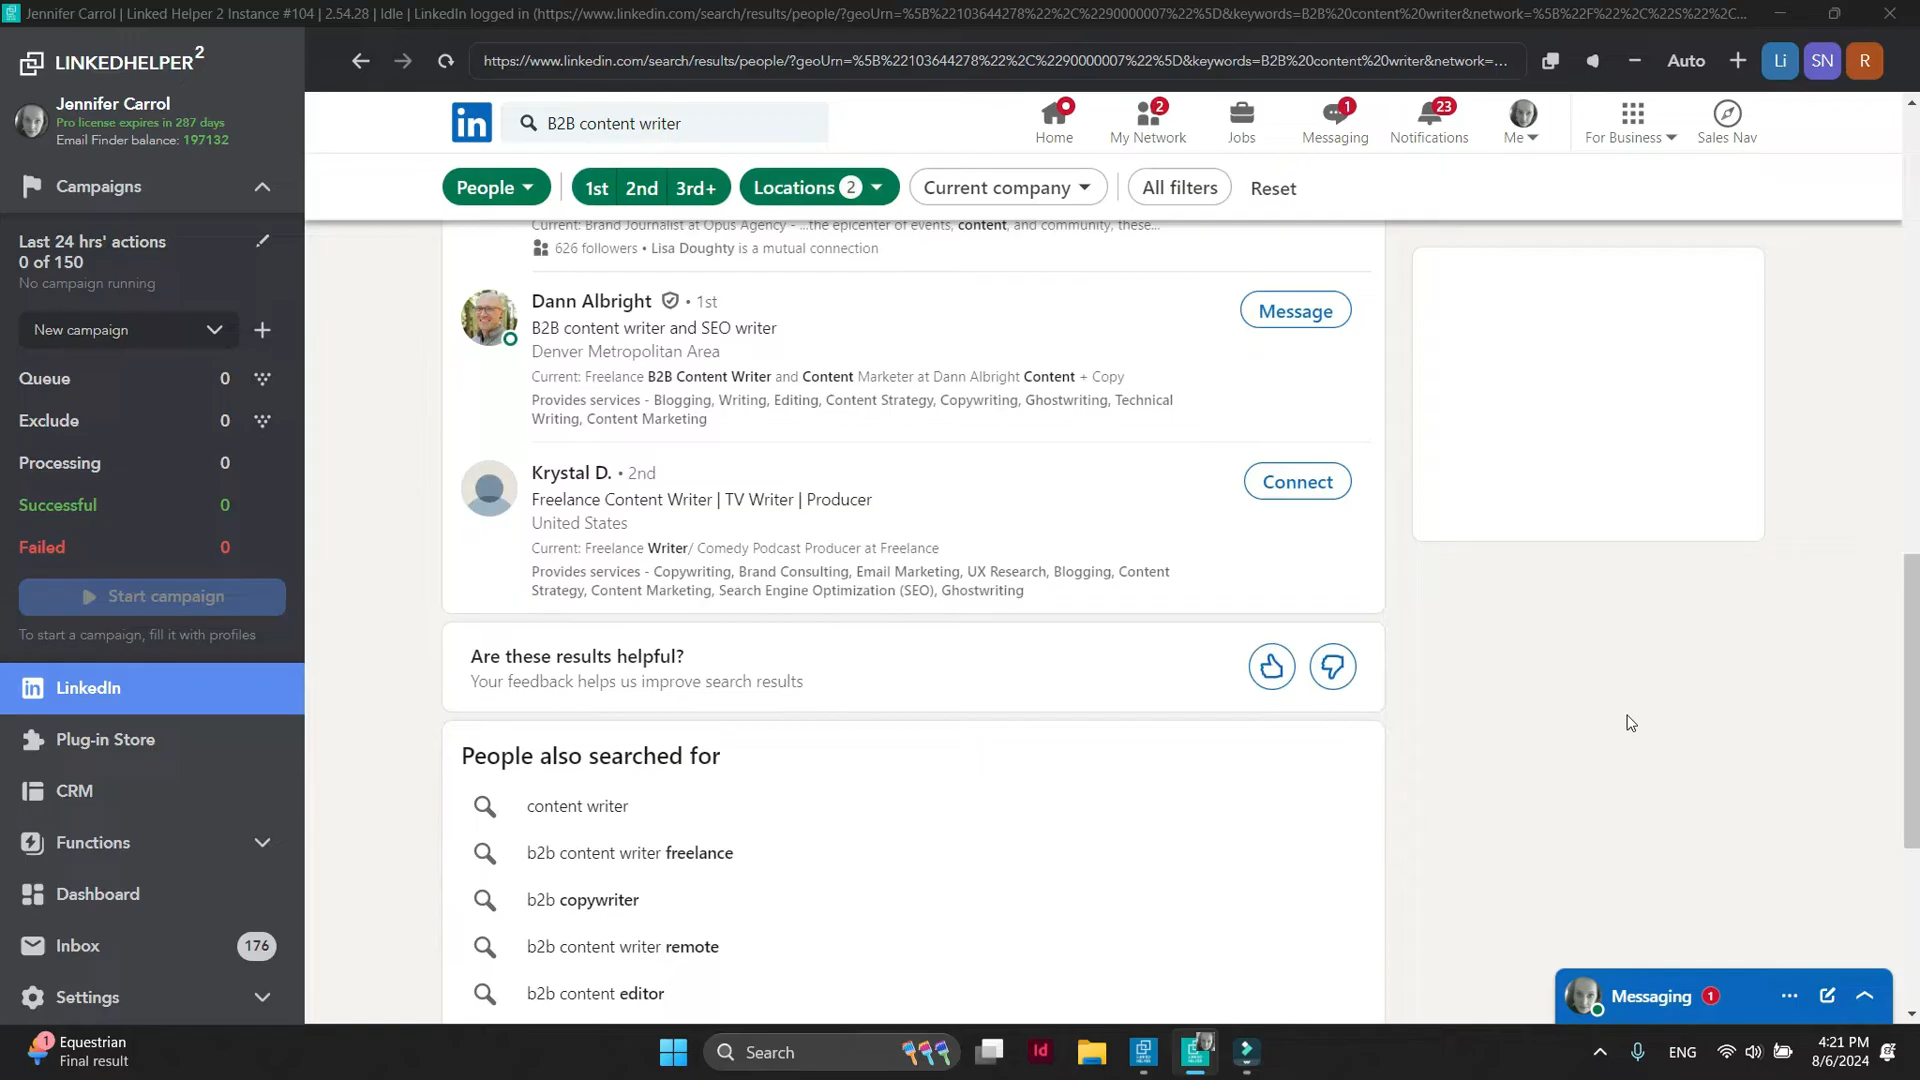 Jennifer Carrol | Linked Helper 2 Instance #104 | 2.54.28 | Idle | LinkedIn logged in (https://www.linkedin.com/search/results/people/?geoUrn=%5B%22103644278%22%2C%2290000007%22%5D&keywords=B2B%20content%20writer&network=%5B%22F%22%2C%22S%22%2C%22...
LINKEDHELPER2
https://www.linkedin.com/search/results/people/?geoUrn=%5B%22103644278%22%2C%2290000007%22%5D&keywords=B2B%20content%20writer&network=...
Auto
Li
SN
R
Jennifer Carrol
Pro license expires in 287 days
Email Finder balance: 197132
Campaigns
Last 24 hrs' actions
0 of 150
No campaign running
New campaign
Queue 0
Exclude 0
Processing 0
Successful 0
Failed 0
Start campaign
To start a campaign, fill it with profiles
LinkedIn
Plug-in Store
CRM
Functions
Dashboard
Inbox 176
Settings
in
B2B content writer
Home
2
My Network
Jobs
1
Messaging
23
Notifications
Me
For Business
Sales Nav
People
1st 2nd 3rd+
Locations 2
Current company
All filters
Reset
Current: Brand Journalist at Opus Agency - ...the epicenter of events, content, and community, these...
626 followers • Lisa Doughty is a mutual connection
Dann Albright • 1st
B2B content writer and SEO writer
Denver Metropolitan Area
Current: Freelance B2B Content Writer and Content Marketer at Dann Albright Content + Copy
Provides services - Blogging, Writing, Editing, Content Strategy, Copywriting, Ghostwriting, Technical
Writing, Content Marketing
Message
Krystal D. • 2nd
Freelance Content Writer | TV Writer | Producer
United States
Current: Freelance Writer/ Comedy Podcast Producer at Freelance
Provides services - Copywriting, Brand Consulting, Email Marketing, UX Research, Blogging, Content
Strategy, Content Marketing, Search Engine Optimization (SEO), Ghostwriting
Connect
Are these results helpful?
Your feedback helps us improve search results
People also searched for
content writer
b2b content writer freelance
b2b copywriter
b2b content writer remote
b2b content editor
Messaging 1
1
Equestrian
Final result
Search
Id
ENG
4:21 PM
8/6/2024